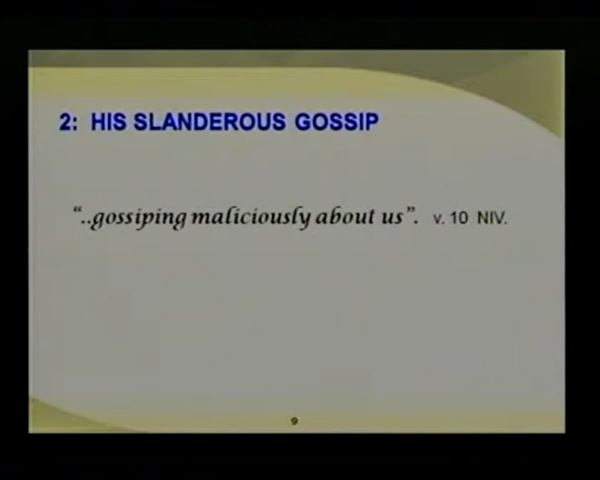 2: HIS SLANDEROUS GOSSIP
“..gossiping maliciously about us”. v. 10 NIV.
9